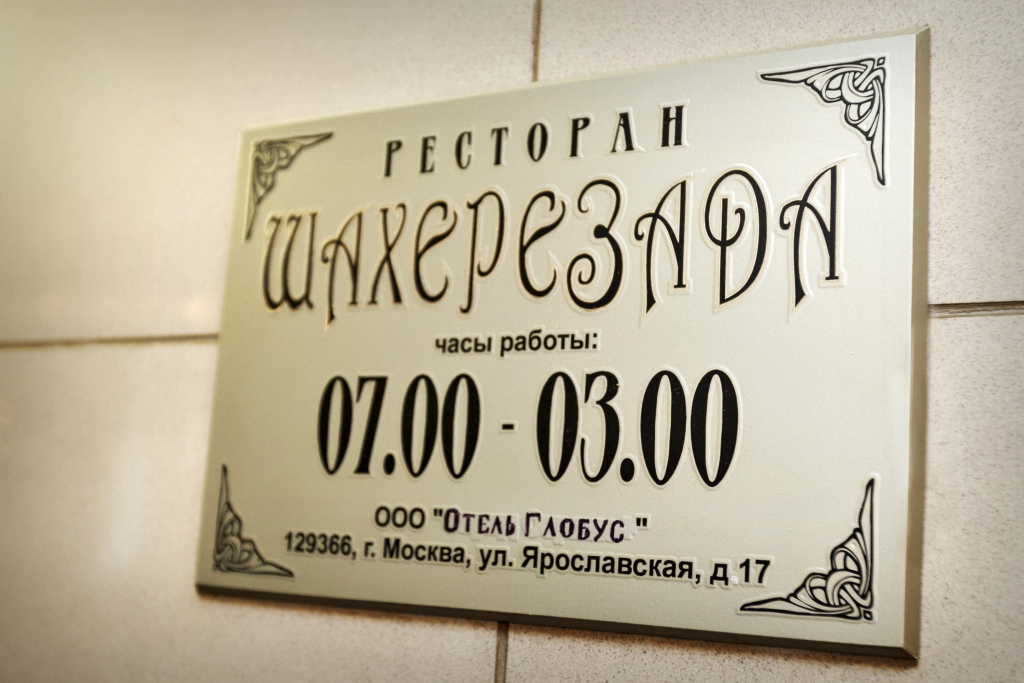 РЕСТОРАН
ШАХЕРЕЗАДА
часы работы:
07.00 - 03.00
ООО "Отель Глобус "
129366, г. Москва, ул. Ярославская, д 17